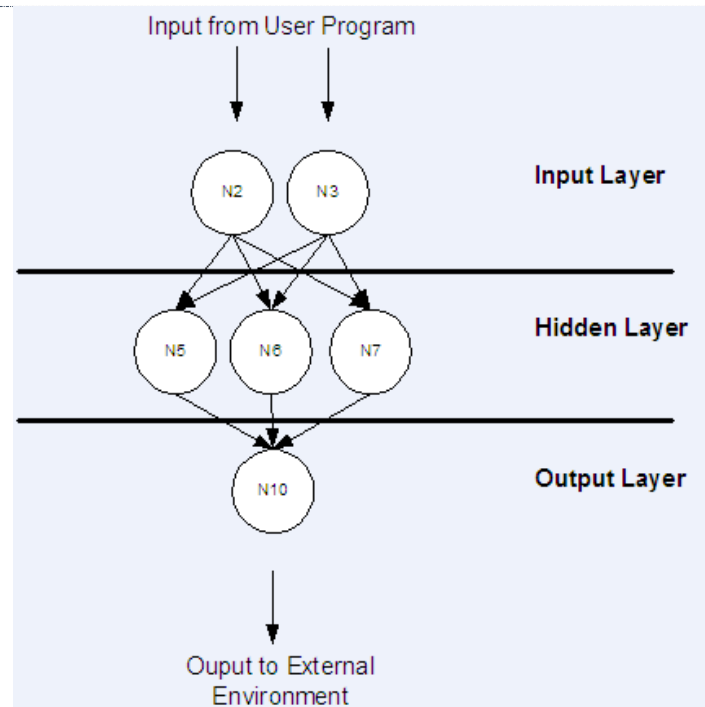 Input from User Program
N2 N3
Input Layer
N5 N6 N7
Hidden Layer
N10
Output Layer
Ouput to External
Environment